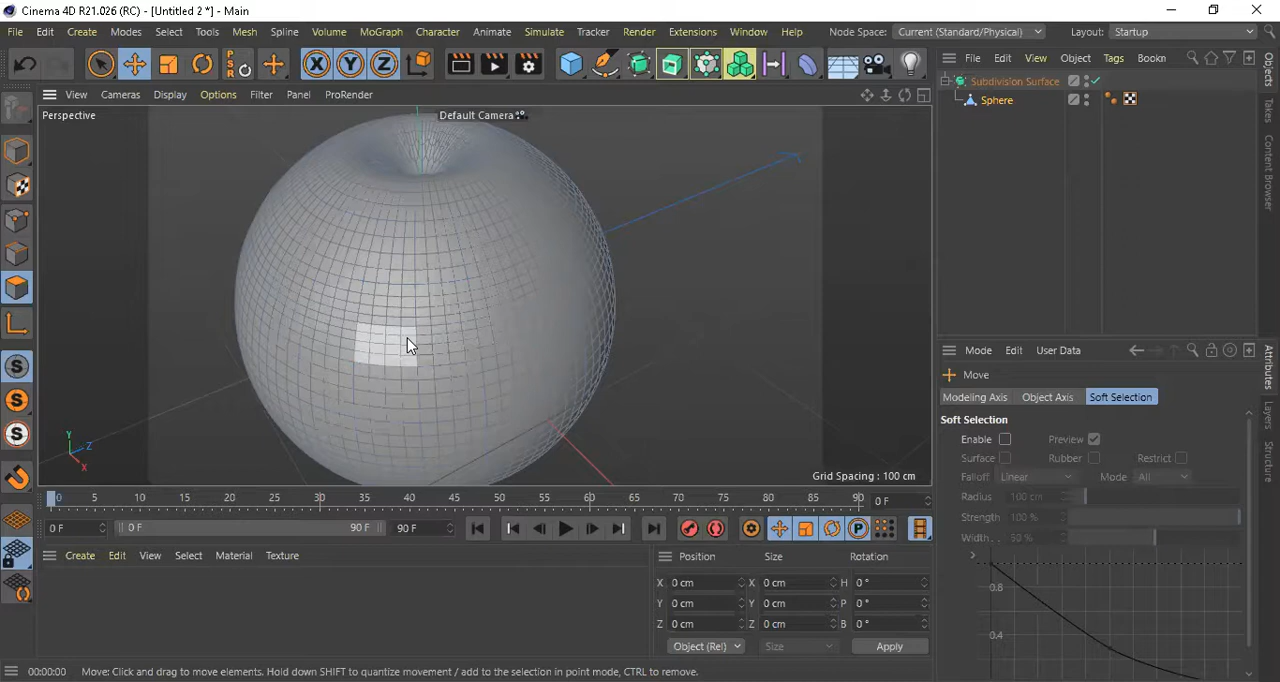 Cinema 4D R21.026 (RC) - [Untitled 2 *] - Main
File Edit Create Modes Select Tools Mesh Spline Volume MoGraph Character Animate Simulate Tracker Render Extensions Window Help Node Space: Current (Standard/Physical) Layout: Startup
X Y Z
P
S
R
View Cameras Display Options Filter Panel ProRender
File Edit View Object Tags Bookn
Perspective
Default Camera
Subdivision Surface
Sphere
Objects
Takes
Content Browser
Mode Edit User Data
Move
Modeling Axis Object Axis Soft Selection
Soft Selection
Enable Preview
Surface Rubber Restrict
Falloff Linear Mode All
Radius 100 cm
Strength 100 %
Width . . 50 %
0.8
0.4
Attributes
Layers
Structure
S
S
S
Y
Z
X
Grid Spacing : 100 cm
0 5 10 15 20 25 30 35 40 45 50 55 60 65 70 75 80 85 90 0 F
0 F 0 F 90 F 90 F P
Create Edit View Select Material Texture
Position Size Rotation
X 0 cm X 0 cm H 0 °
Y 0 cm Y 0 cm P 0 °
Z 0 cm Z 0 cm B 0 °
Object (Rel) Size Apply
00:00:00 Move: Click and drag to move elements. Hold down SHIFT to quantize movement / add to the selection in point mode, CTRL to remove.